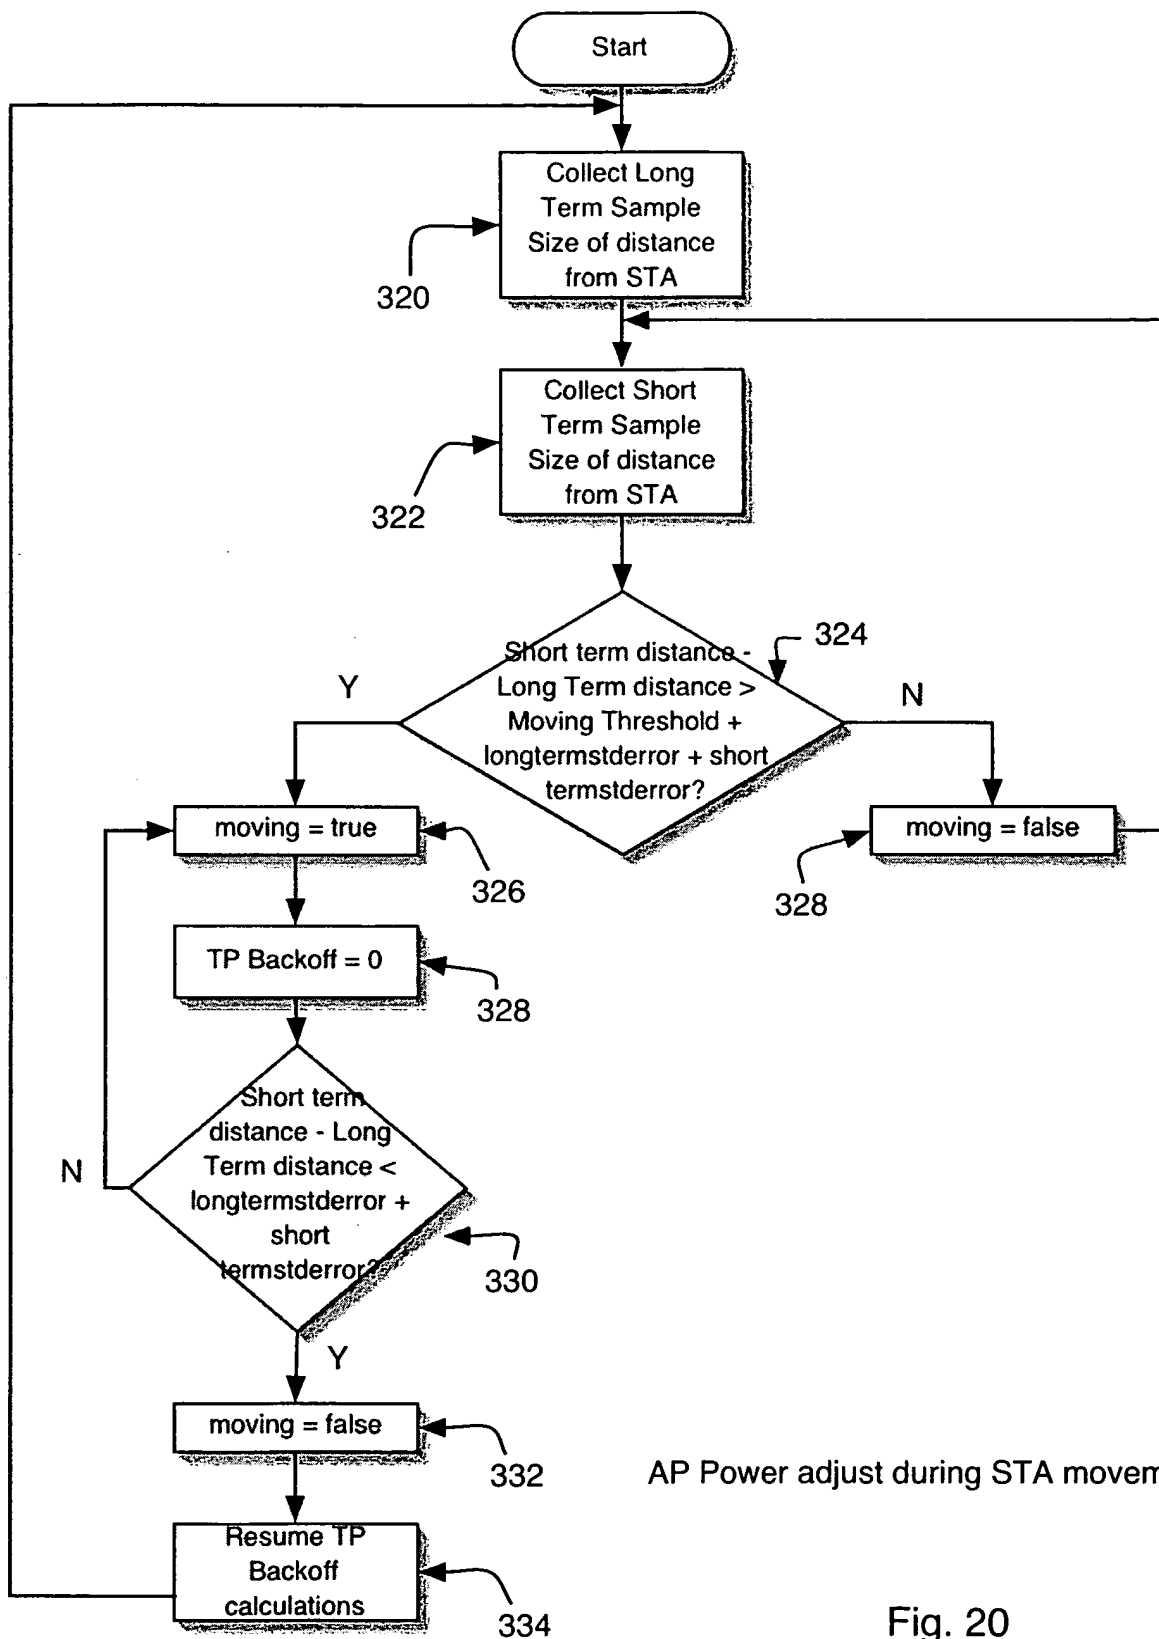 Start
Collect Long
Term Sample
Size of distance
from STA
320
Collect Short
Term Sample
Size of distance
from STA
322
Short term distance -
Long Term distance >
Moving Threshold +
longtermstderror + short
termstderror?
324
Y
N
moving = true
326
moving = false
328
TP Backoff = 0
328
Short term
distance - Long
Term distance <
longtermstderror +
short
termstderror?
N
330
Y
moving = false
332
AP Power adjust during STA movem
Resume TP
Backoff
calculations
334
Fig. 20